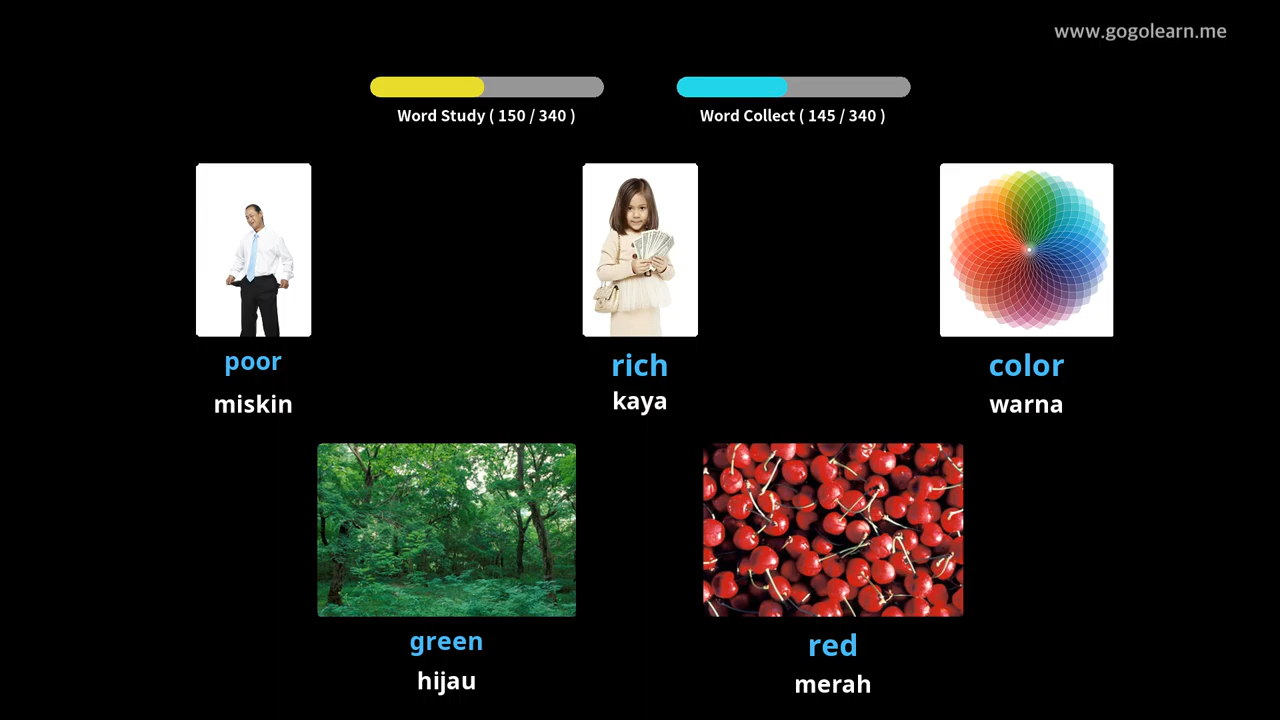 www.gogolearn.me
Word Study ( 150 / 340 )
Word Collect ( 145 / 340 )
poor
miskin
rich
kaya
color
warna
green
hijau
red
merah